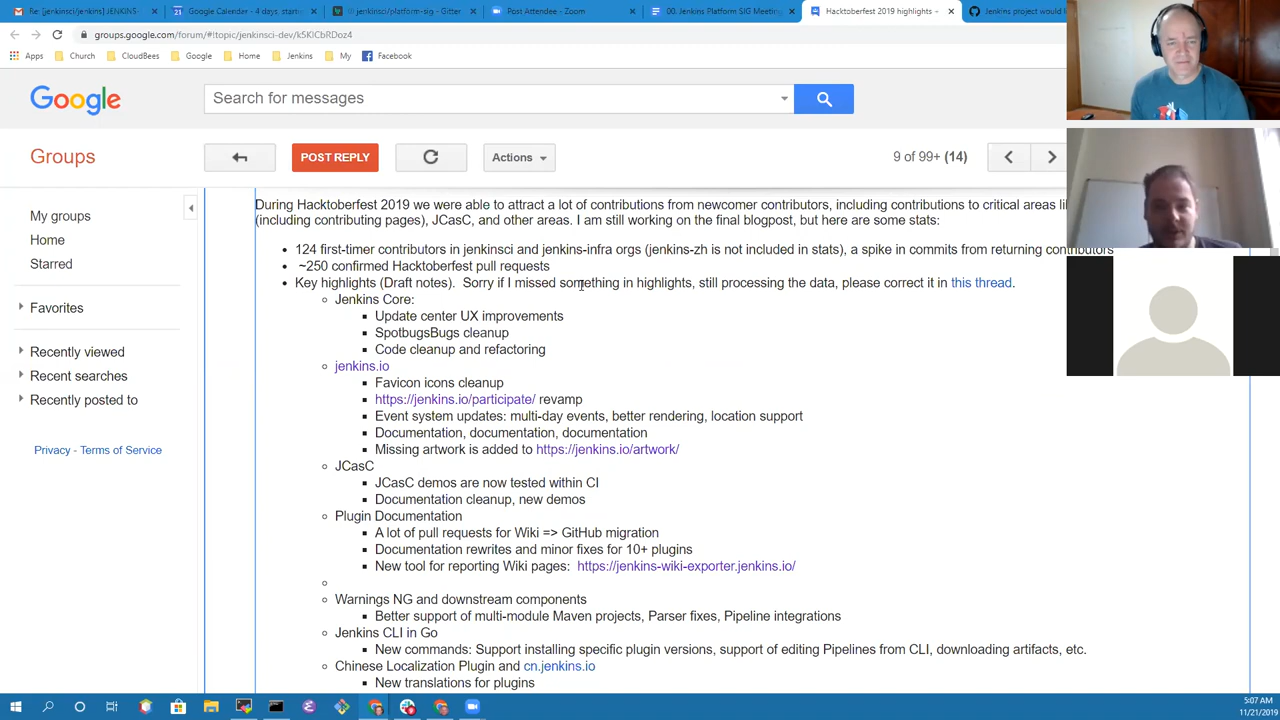 Re: [jenkinsci/jenkins] JENKINS-
Google Calendar - 4 days, starti
jenkinsci/platform-sig - Gitter
Post Attendee - Zoom
00. Jenkins Platform SIG Meeting
Hacktoberfest 2019 highlights -
Jenkins project would l
groups.google.com/forum/#!topic/jenkinsci-dev/k5KlCbRDoz4
Apps
Church
CloudBees
Google
Home
Jenkins
My
Facebook
Google
Search for messages
Groups
POST REPLY
Actions
9 of 99+ (14)
My groups
Home
Starred
Favorites
Recently viewed
Recent searches
Recently posted to
Privacy - Terms of Service
During Hacktoberfest 2019 we were able to attract a lot of contributions from newcomer contributors, including contributions to critical areas li
(including contributing pages), JCasC, and other areas. I am still working on the final blogpost, but here are some stats:
• 124 first-timer contributors in jenkinsci and jenkins-infra orgs (jenkins-zh is not included in stats), a spike in commits from returning contributors
• ~250 confirmed Hacktoberfest pull requests
• Key highlights (Draft notes). Sorry if I missed something in highlights, still processing the data, please correct it in this thread.
Jenkins Core:
Update center UX improvements
SpotbugsBugs cleanup
Code cleanup and refactoring
jenkins.io
Favicon icons cleanup
https://jenkins.io/participate/ revamp
Event system updates: multi-day events, better rendering, location support
Documentation, documentation, documentation
Missing artwork is added to https://jenkins.io/artwork/
JCasC
JCasC demos are now tested within CI
Documentation cleanup, new demos
Plugin Documentation
A lot of pull requests for Wiki => GitHub migration
Documentation rewrites and minor fixes for 10+ plugins
New tool for reporting Wiki pages: https://jenkins-wiki-exporter.jenkins.io/
Warnings NG and downstream components
Better support of multi-module Maven projects, Parser fixes, Pipeline integrations
Jenkins CLI in Go
New commands: Support installing specific plugin versions, support of editing Pipelines from CLI, downloading artifacts, etc.
Chinese Localization Plugin and cn.jenkins.io
New translations for plugins
5:07 AM
11/21/2019